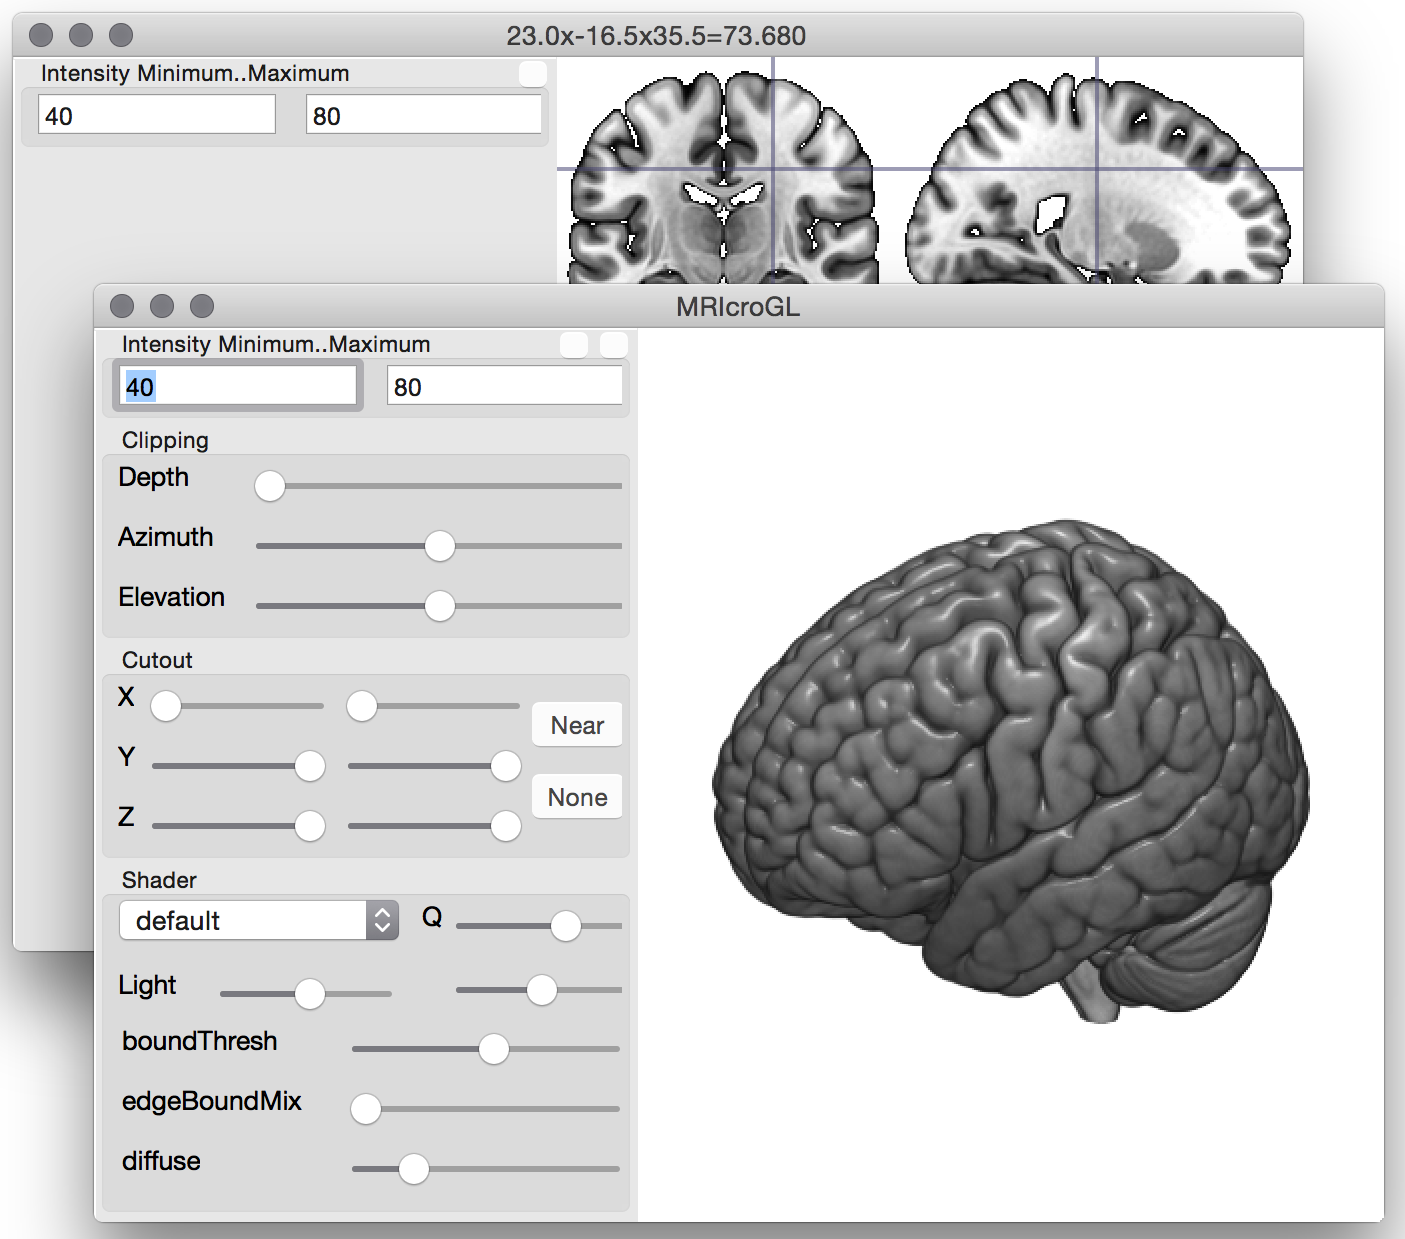 23.0x-16.5x35.5=73.680
Intensity Minimum..Maximum
40 80
MRIcroGL
Intensity Minimum..Maximum
40 80
Clipping
Depth
Azimuth
Elevation
Cutout
X
Near
Y
None
Z
Shader
default Q
Light
boundThresh
edgeBoundMix
diffuse